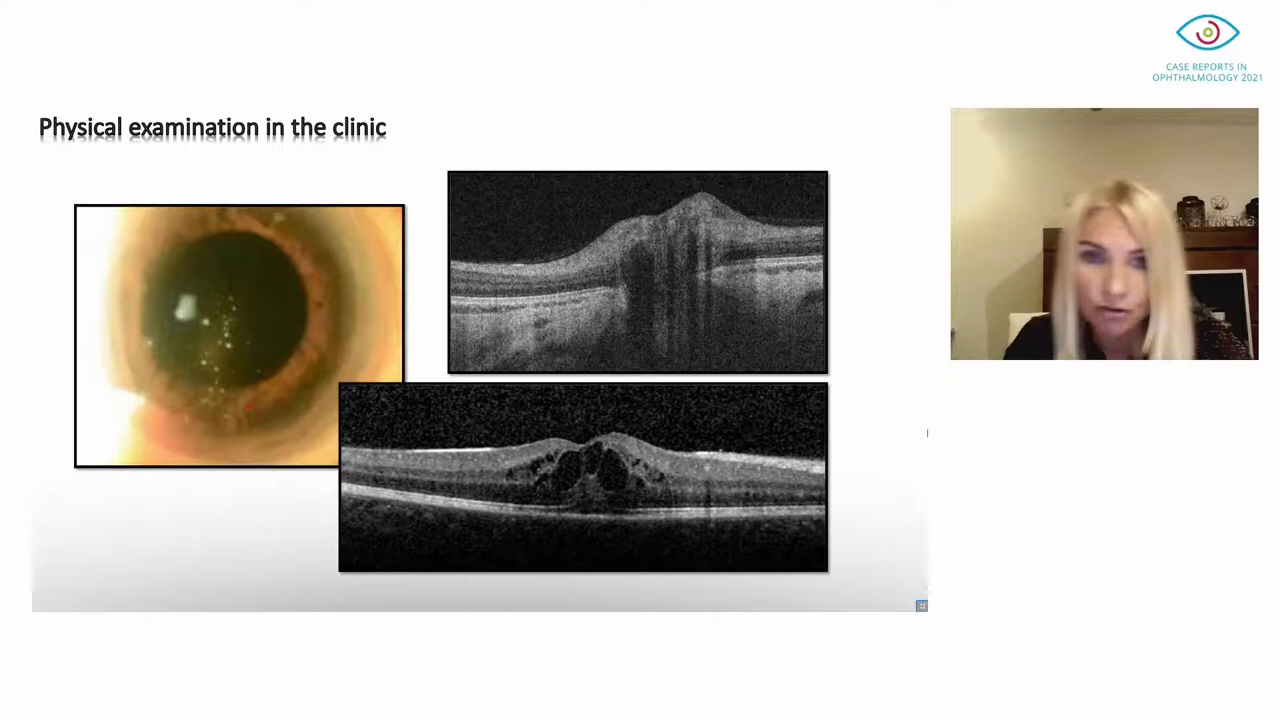 CASE REPORTS IN
OPHTHALMOLOGY 2021
Physical examination in the clinic